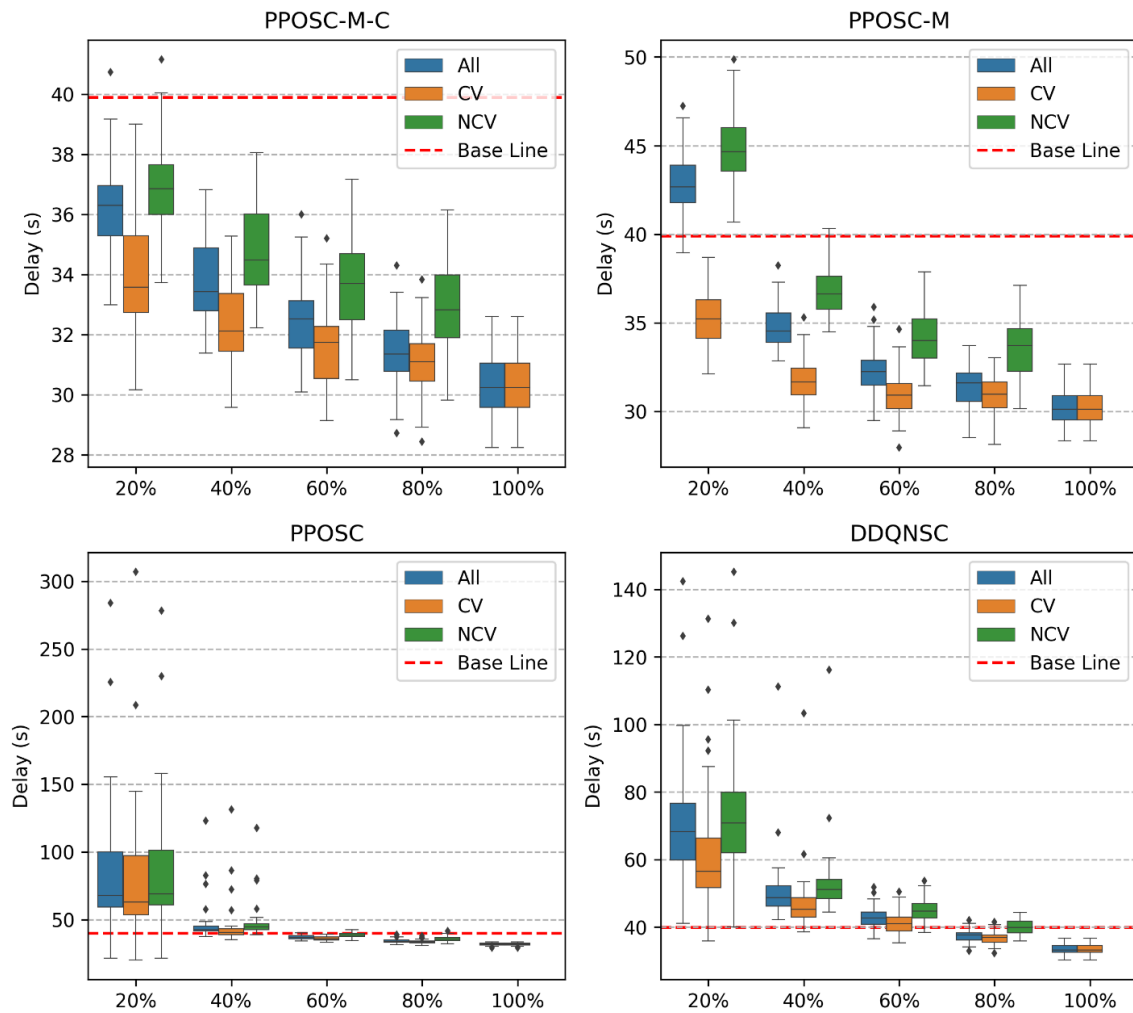 PPOSC-M-C
Delay (s)
40
38
36
34
32
30
28
All
CV
NCV
Base Line
20% 40% 60% 80% 100%
PPOSC-M
Delay (s)
50
45
40
35
30
All
CV
NCV
Base Line
20% 40% 60% 80% 100%
PPOSC
Delay (s)
300
250
200
150
100
50
All
CV
NCV
Base Line
20% 40% 60% 80% 100%
DDQNSC
Delay (s)
140
120
100
80
60
40
All
CV
NCV
Base Line
20% 40% 60% 80% 100%